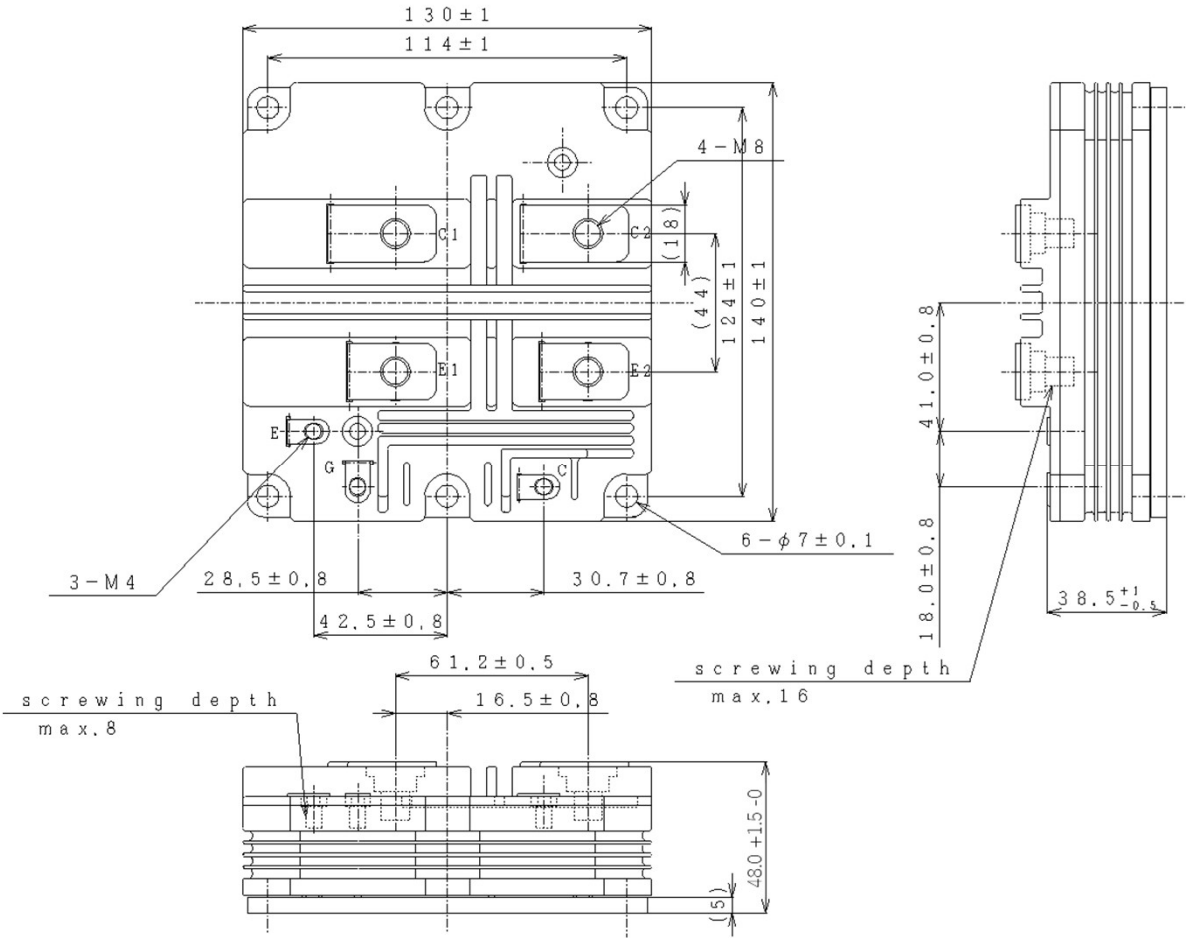 130±1
114±1
4-M8
C1
C2
(18)
(44)
124±1
140±1
E1
E2
E
G
C
41.0±0.8
18.0±0.8
6-φ7±0.1
3-M4
28.5±0.8
30.7±0.8
42.5±0.8
38.5 +1 -0.5
61.2±0.5
screwing depth
max.16
screwing depth
max.8
16.5±0.8
48.0 +1.5 -0
(5)